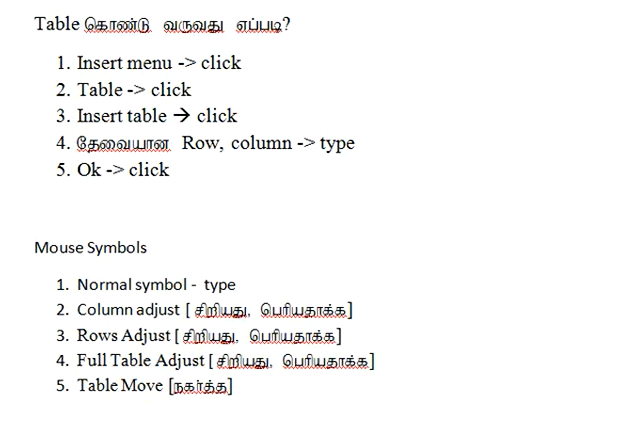 Table கொண்டு வருவது எப்படி?
1. Insert menu -> click
2. Table -> click
3. Insert table → click
4. தேவையான Row, column -> type
5. Ok -> click
Mouse Symbols
1. Normal symbol - type
2. Column adjust [ சிறியது, பெரியதாக்க]
3. Rows Adjust [ சிறியது, பெரியதாக்க]
4. Full Table Adjust [ சிறியது, பெரியதாக்க]
5. Table Move [நகர்த்த]